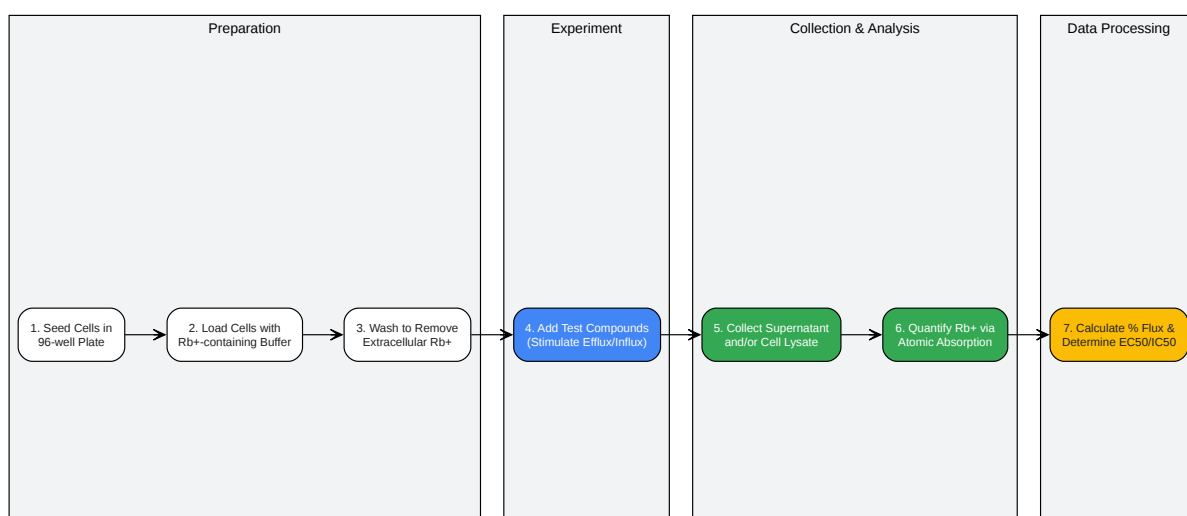 Preparation
Experiment
Collection & Analysis
Data Processing
1. Seed Cells in
96-well Plate
2. Load Cells with
Rb+-containing Buffer
3. Wash to Remove
Extracellular Rb+
4. Add Test Compounds
(Stimulate Efflux/Influx)
5. Collect Supernatant
and/or Cell Lysate
6. Quantify Rb+ via
Atomic Absorption
7. Calculate % Flux &
Determine EC50/IC50